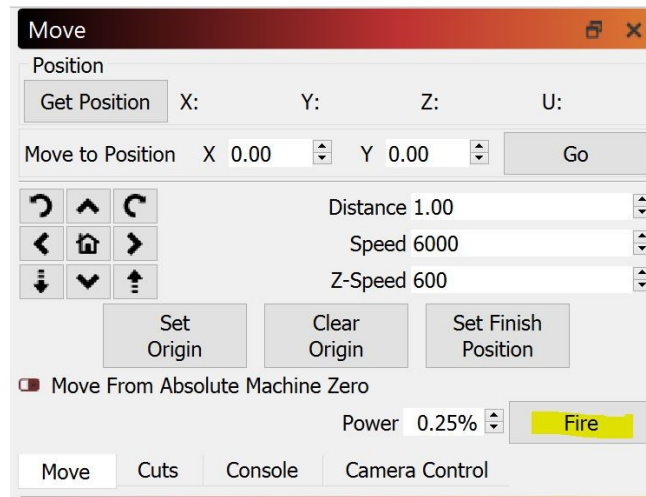 Move
Position
Get Position X: Y: Z: U:
Move to Position X 0.00 Y 0.00 Go
Distance 1.00
Speed 6000
Z-Speed 600
Set Origin Clear Origin Set Finish Position
Move From Absolute Machine Zero
Power 0.25% Fire
Move Cuts Console Camera Control